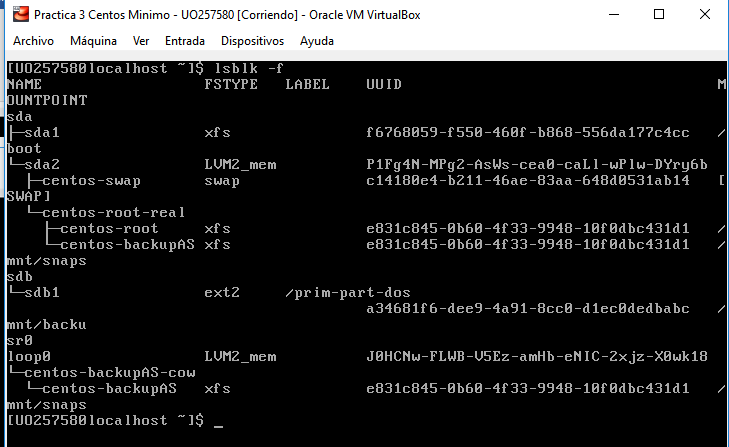 Practica 3 Centos Minimo - UO257580 [Corriendo] - Oracle VM VirtualBox
Archivo Máquina Ver Entrada Dispositivos Ayuda
[UO257580@localhost ~]$ lsblk -f
NAME FSTYPE LABEL UUID M
OUNTPOINT
sda
├─sda1 xfs f6768059-f550-460f-b868-556da177c4cc /
boot
└─sda2 LVM2_mem P1Fg4N-MPg2-AsWs-cea0-caLl-wPlw-DYry6b
├─centos-swap swap c14180e4-b211-46ae-83aa-648d0531ab14 [
SWAP]
└─centos-root-real
├─centos-root xfs e831c845-0b60-4f33-9948-10f0dbc431d1 /
└─centos-backupAS xfs e831c845-0b60-4f33-9948-10f0dbc431d1 /
mnt/snaps
sdb
└─sdb1 ext2 /prim-part-dos
a34681f6-dee9-4a91-8cc0-d1ec0dedbabc /
mnt/backu
sr0
loop0 LVM2_mem J0HCNw-FLWB-V5Ez-amHb-eNIC-2xjz-X0wk18
└─centos-backupAS-cow
└─centos-backupAS xfs e831c845-0b60-4f33-9948-10f0dbc431d1 /
mnt/snaps
[UO257580@localhost ~]$ _